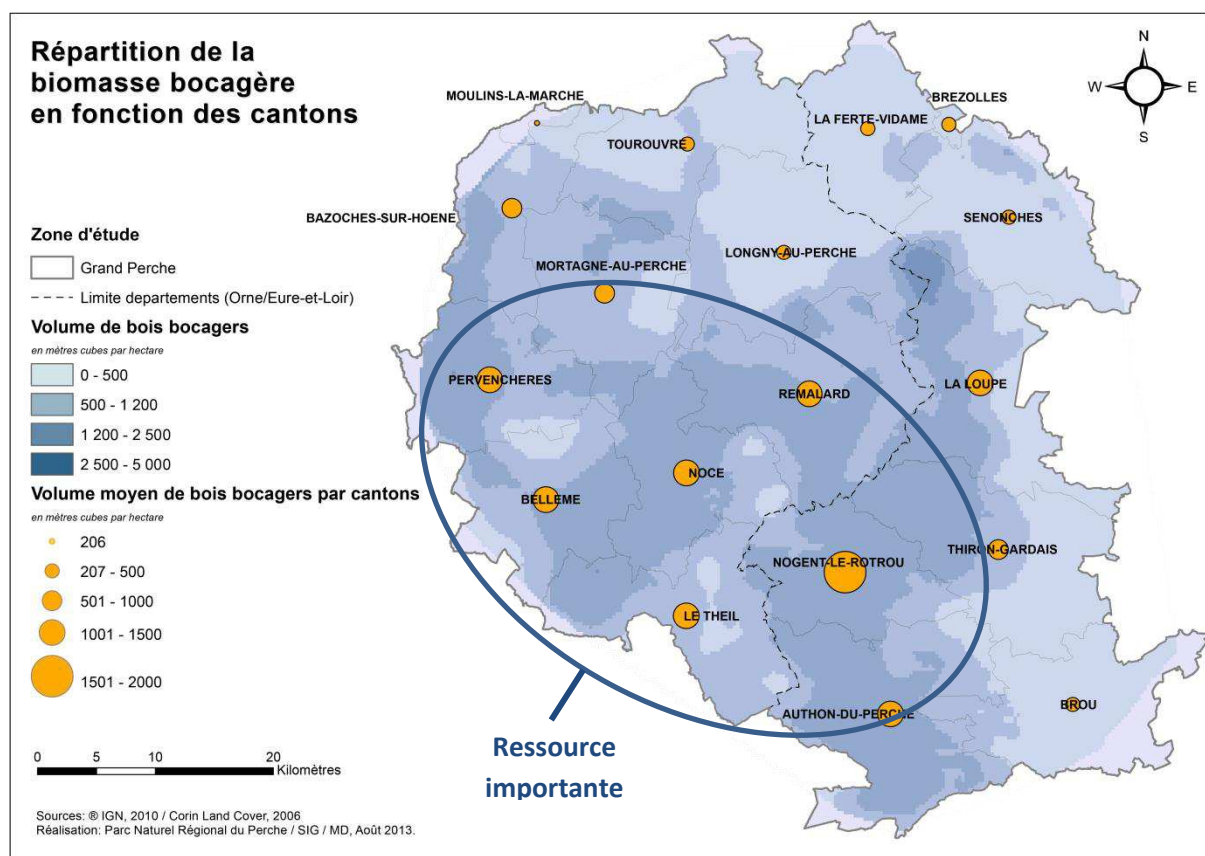 Répartition de la
biomasse bocagère
en fonction des cantons
Zone d'étude
Grand Perche
Limite departements (Orne/Eure-et-Loir)
Volume de bois bocagers
en mètres cubes par hectare
0 - 500
500 - 1 200
1 200 - 2 500
2 500 - 5 000
Volume moyen de bois bocagers par cantons
en mètres cubes par hectare
206
207 - 500
501 - 1000
1001 - 1500
1501 - 2000
0 5 10 20
Kilomètres
Sources: ® IGN, 2010 / Corin Land Cover, 2006
Réalisation: Parc Naturel Régional du Perche / SIG / MD, Août 2013.
N
W E
S
MOULINS-LA-MARCHE
BREZOLLES
LA FERTE-VIDAME
TOUROUVRE
BAZOCHES-SUR-HOENE
SENONCHES
LONGNY-AU-PERCHE
MORTAGNE-AU-PERCHE
PERVENCHERES
LA LOUPE
REMALARD
NOCE
BELLEME
THIRON-GARDAIS
NOGENT-LE-ROTROU
LE THEIL
BROU
AUTHON-DU-PERCHE
Ressource
importante